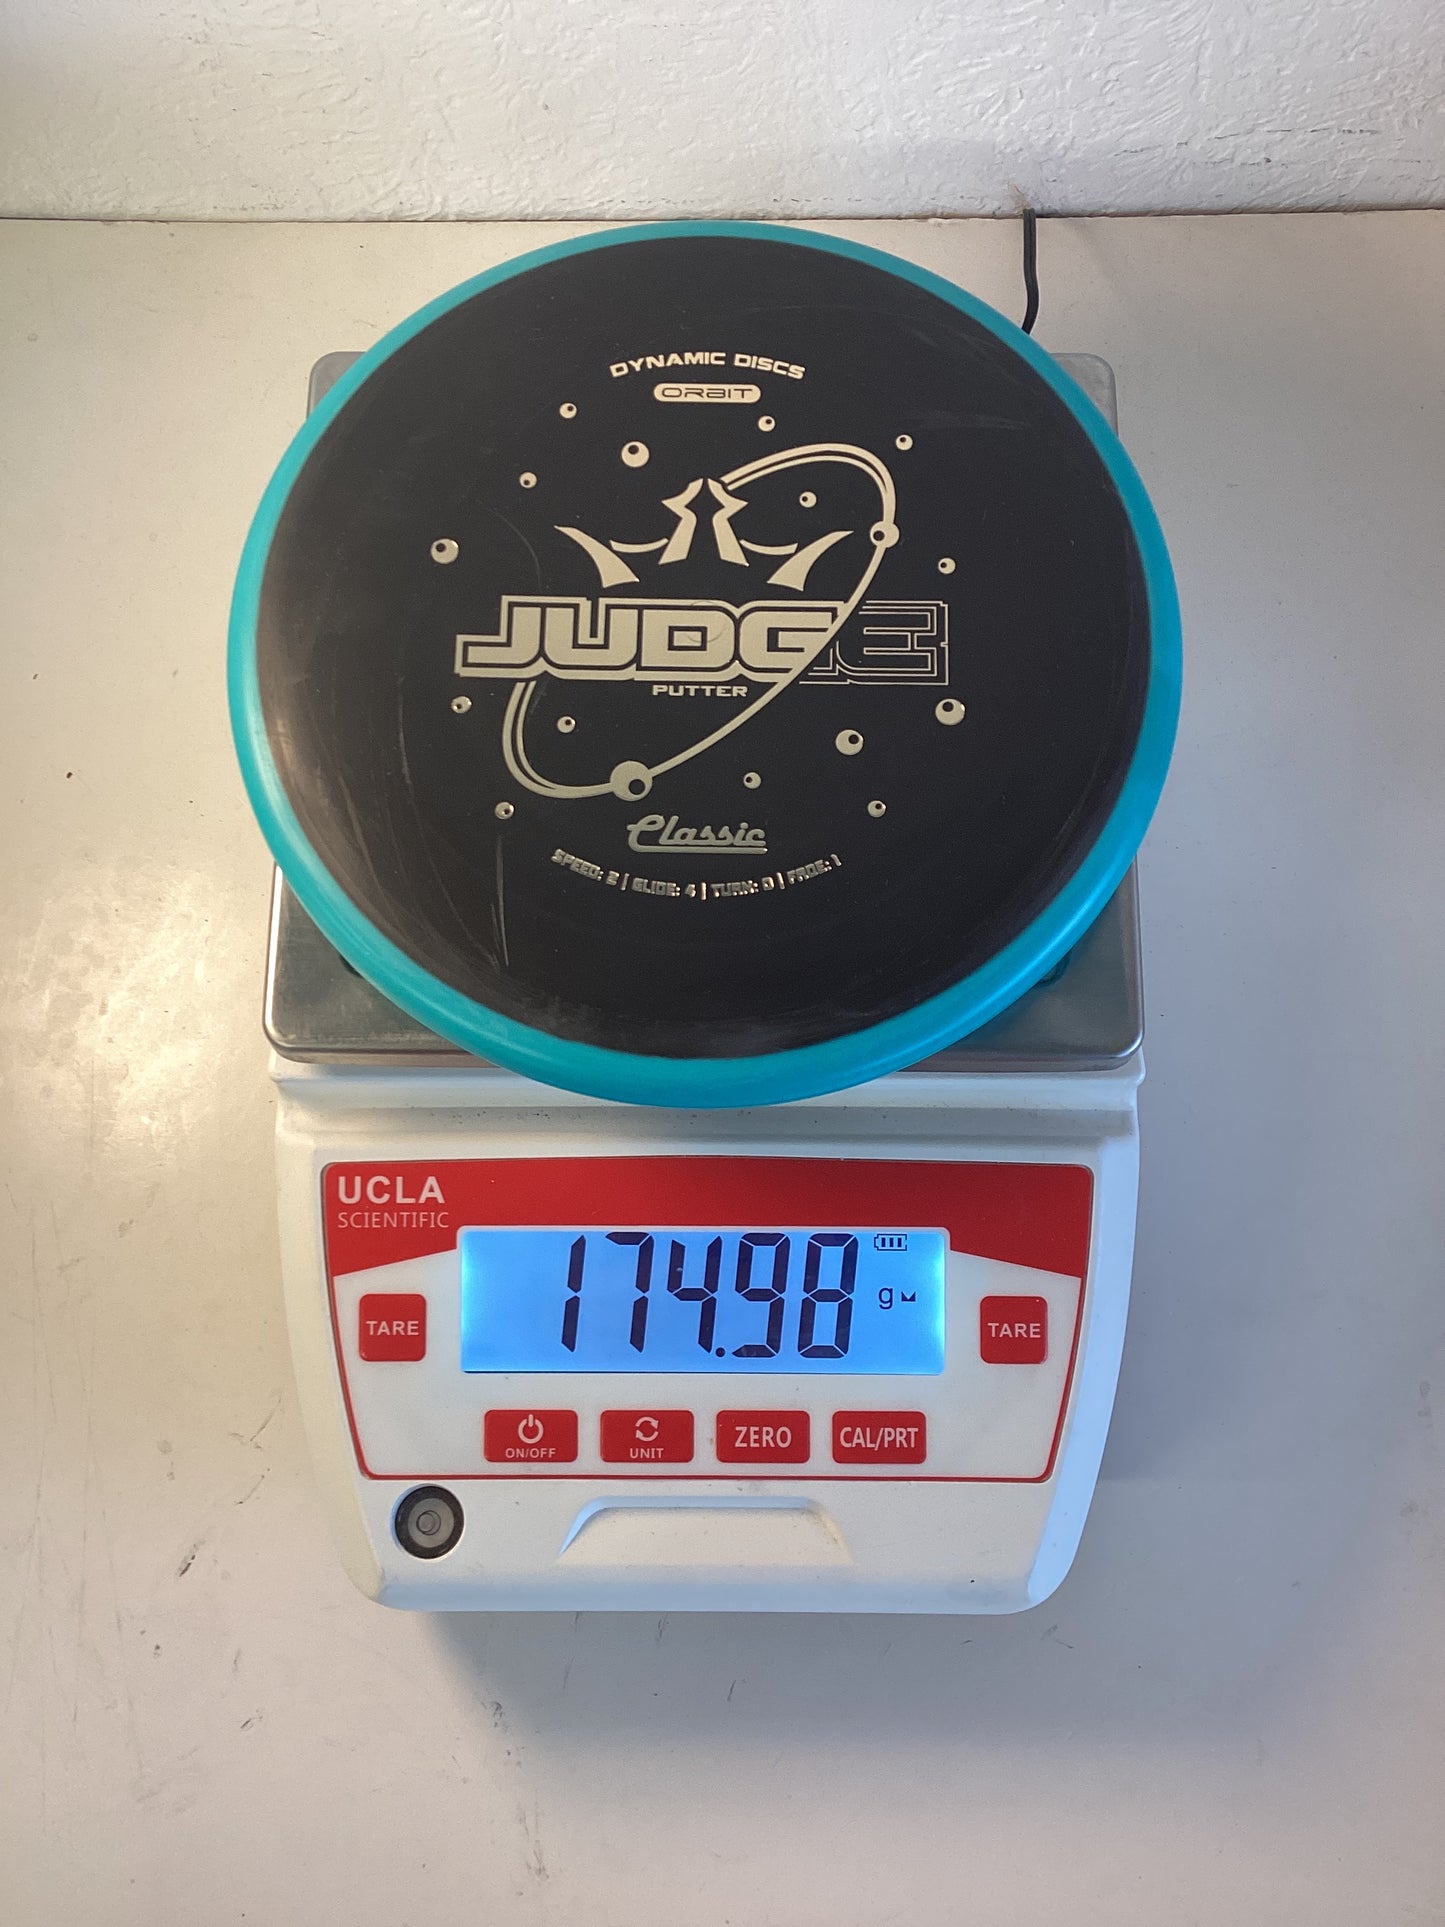 DYNAMIC DISCS
ORBIT
JUDGE
PUTTER
Classic
SPEED: 2 | GLIDE: 4 | TURN: 0 | FADE: 1
UCLA
SCIENTIFIC
174.98
g
TARE
TARE
ON/OFF
UNIT
ZERO
CAL/PRT